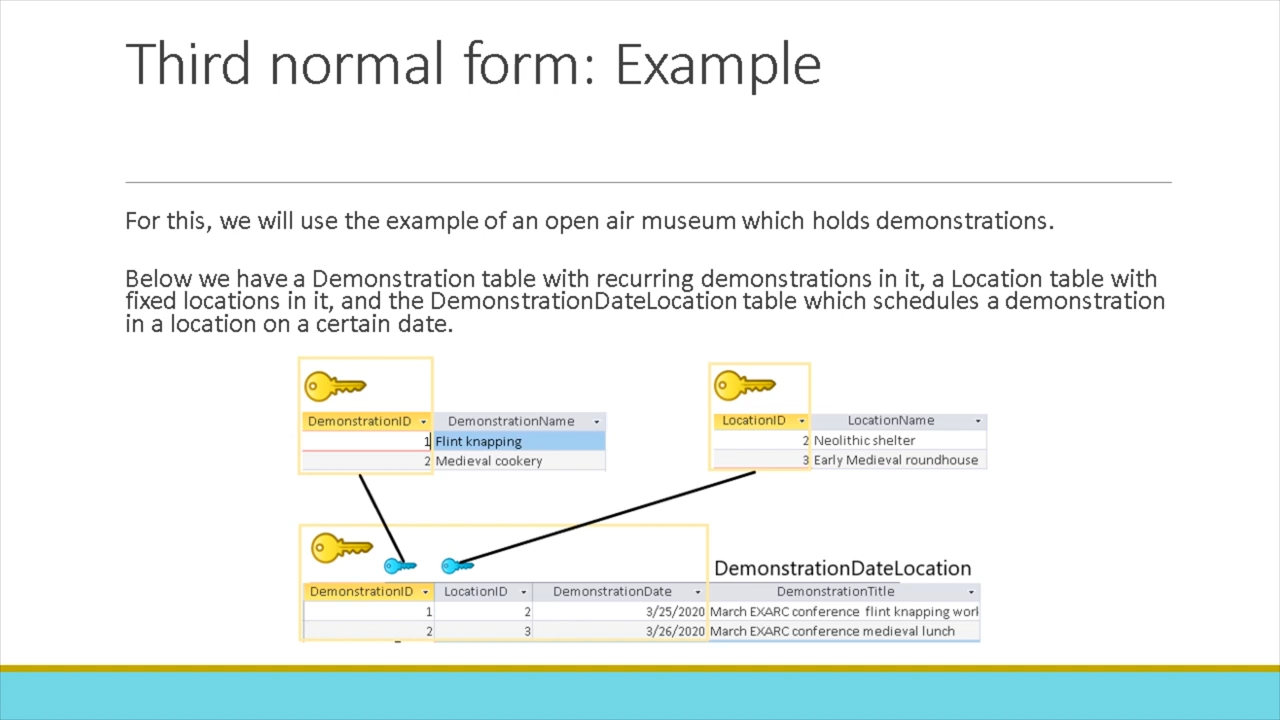 Third normal form: Example
For this, we will use the example of an open air museum which holds demonstrations.
Below we have a Demonstration table with recurring demonstrations in it, a Location table with
fixed locations in it, and the DemonstrationDateLocation table which schedules a demonstration
in a location on a certain date.
DemonstrationID DemonstrationName
1 Flint knapping
2 Medieval cookery
LocationID LocationName
2 Neolithic shelter
3 Early Medieval roundhouse
DemonstrationDateLocation
DemonstrationID LocationID DemonstrationDate DemonstrationTitle
1 2 3/25/2020 March EXARC conference flint knapping
2 3 3/26/2020 March EXARC conference medieval lunch